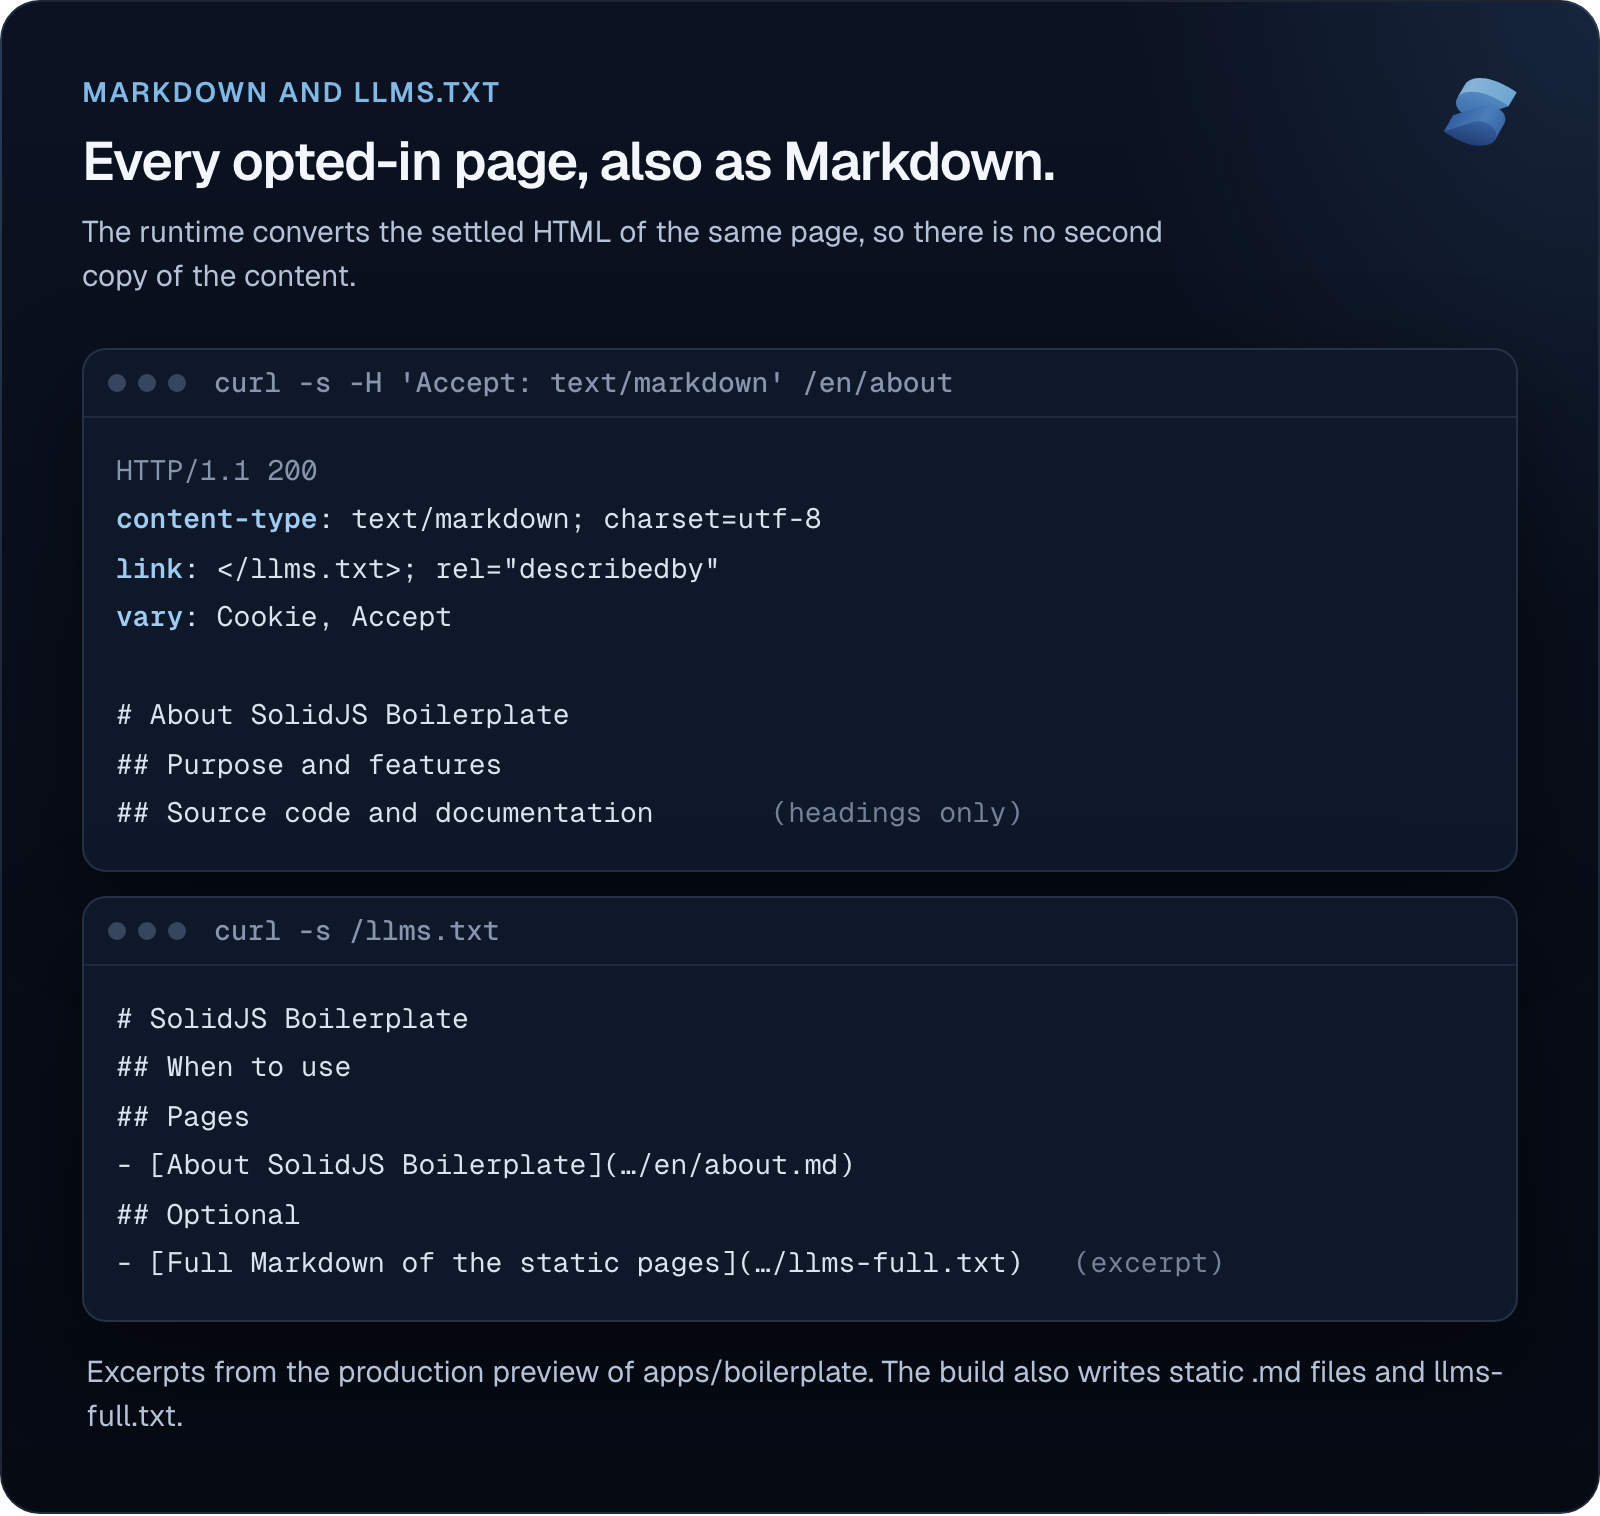 MARKDOWN AND LLMS.TXT
Every opted-in page, also as Markdown.
The runtime converts the settled HTML of the same page, so there is no second
copy of the content.
curl -s -H 'Accept: text/markdown' /en/about
HTTP/1.1 200
content-type: text/markdown; charset=utf-8
link: </llms.txt>; rel="describedby"
vary: Cookie, Accept
# About SolidJS Boilerplate
## Purpose and features
## Source code and documentation (headings only)
curl -s /llms.txt
# SolidJS Boilerplate
## When to use
## Pages
- [About SolidJS Boilerplate](…/en/about.md)
## Optional
- [Full Markdown of the static pages](…/llms-full.txt) (excerpt)
Excerpts from the production preview of apps/boilerplate. The build also writes static .md files and llms-
full.txt.